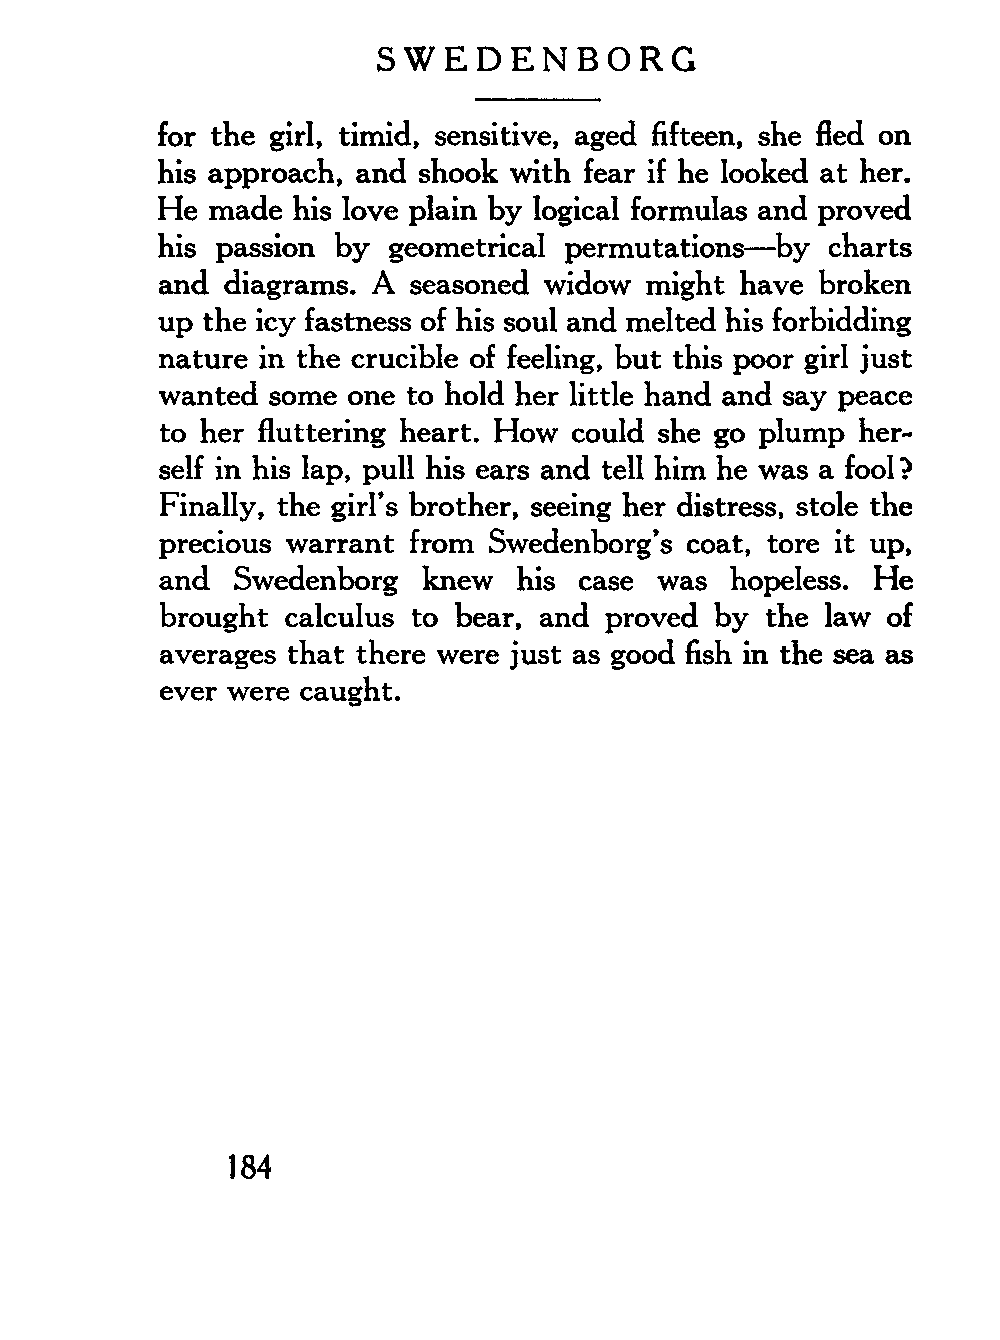 SWEDENBORG
for the girl, timid, sensitive, aged fifteen, she fled on
his approach, and shook with fear if he looked at her.
He made his love plain by logical formulas and proved
his passion by geometrical permutations—by charts
and diagrams. A seasoned widow might have broken
up the icy fastness of his soul and melted his forbidding
nature in the crucible of feeling, but this poor girl just
wanted some one to hold her little hand and say peace
to her fluttering heart. How could she go plump her-
self in his lap, pull his ears and tell him he was a fool?
Finally, the girl's brother, seeing her distress, stole the
precious warrant from Swedenborg's coat, tore it up,
and Swedenborg knew his case was hopeless. He
brought calculus to bear, and proved by the law of
averages that there were just as good fish in the sea as
ever were caught.
184